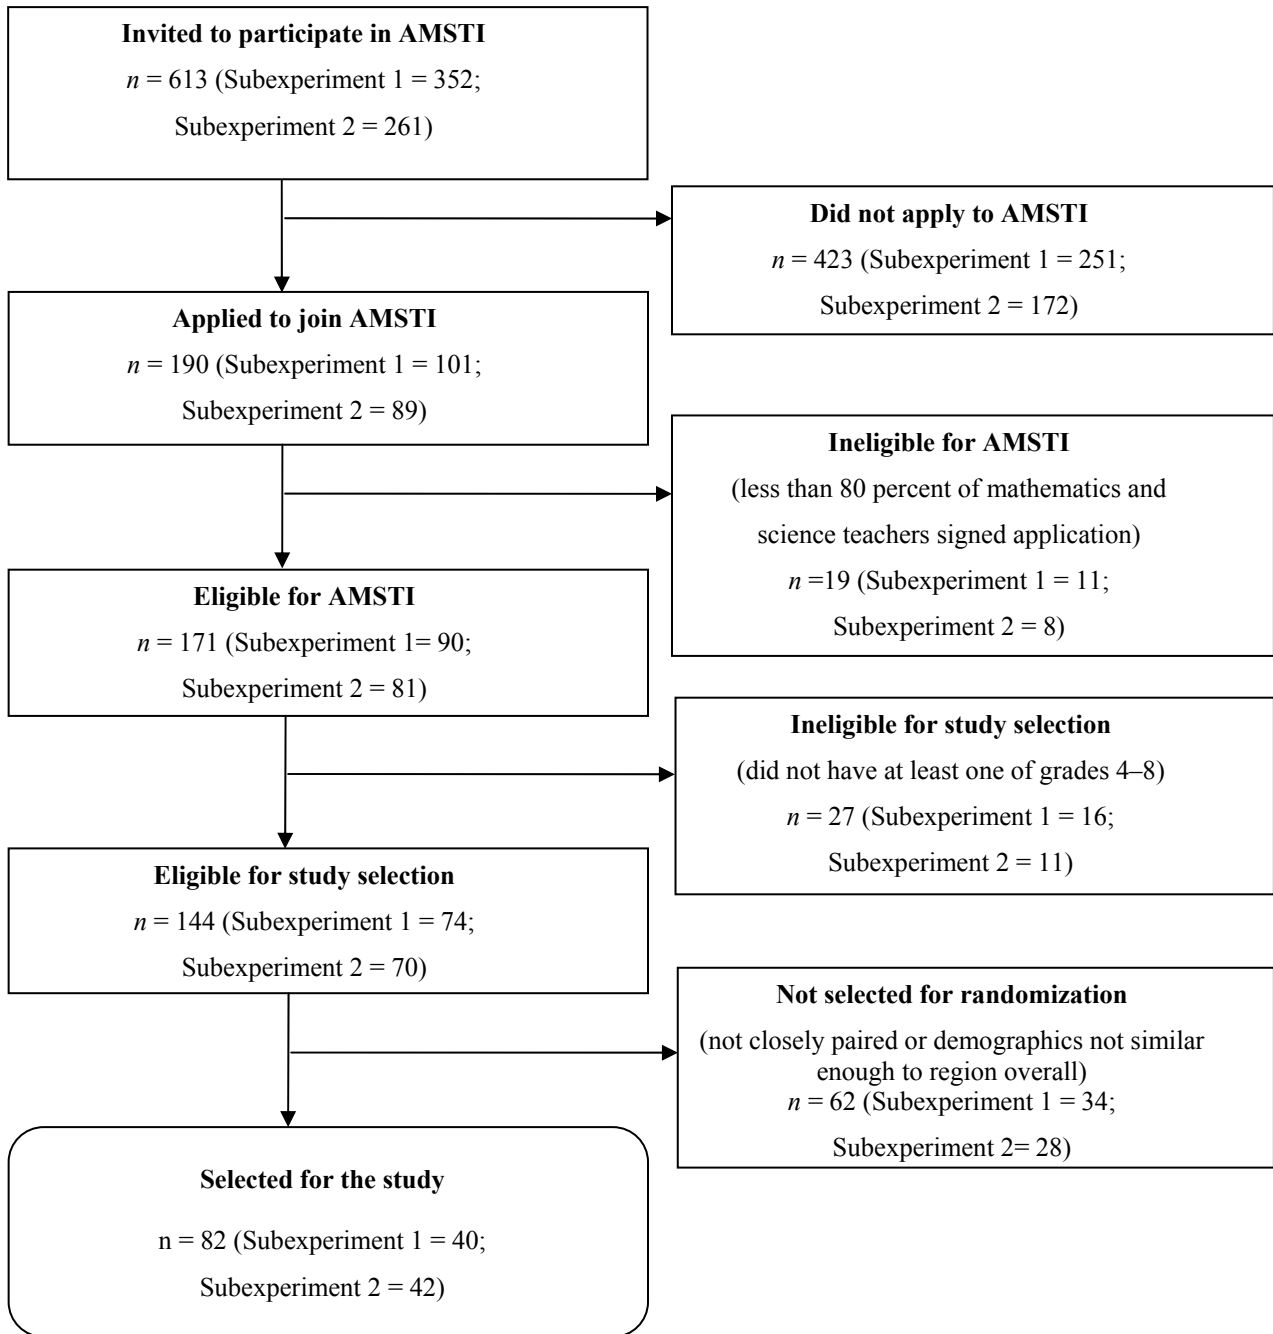 Invited to participate in AMSTI
n = 613 (Subexperiment 1 = 352;
Subexperiment 2 = 261)
Did not apply to AMSTI
n = 423 (Subexperiment 1 = 251;
Subexperiment 2 = 172)
Applied to join AMSTI
n = 190 (Subexperiment 1 = 101;
Subexperiment 2 = 89)
Ineligible for AMSTI
(less than 80 percent of mathematics and
science teachers signed application)
n =19 (Subexperiment 1 = 11;
Subexperiment 2 = 8)
Eligible for AMSTI
n = 171 (Subexperiment 1= 90;
Subexperiment 2 = 81)
Ineligible for study selection
(did not have at least one of grades 4–8)
n = 27 (Subexperiment 1 = 16;
Subexperiment 2 = 11)
Eligible for study selection
n = 144 (Subexperiment 1 = 74;
Subexperiment 2 = 70)
Not selected for randomization
(not closely paired or demographics not similar
enough to region overall)
n = 62 (Subexperiment 1 = 34;
Subexperiment 2= 28)
Selected for the study
n = 82 (Subexperiment 1 = 40;
Subexperiment 2 = 42)